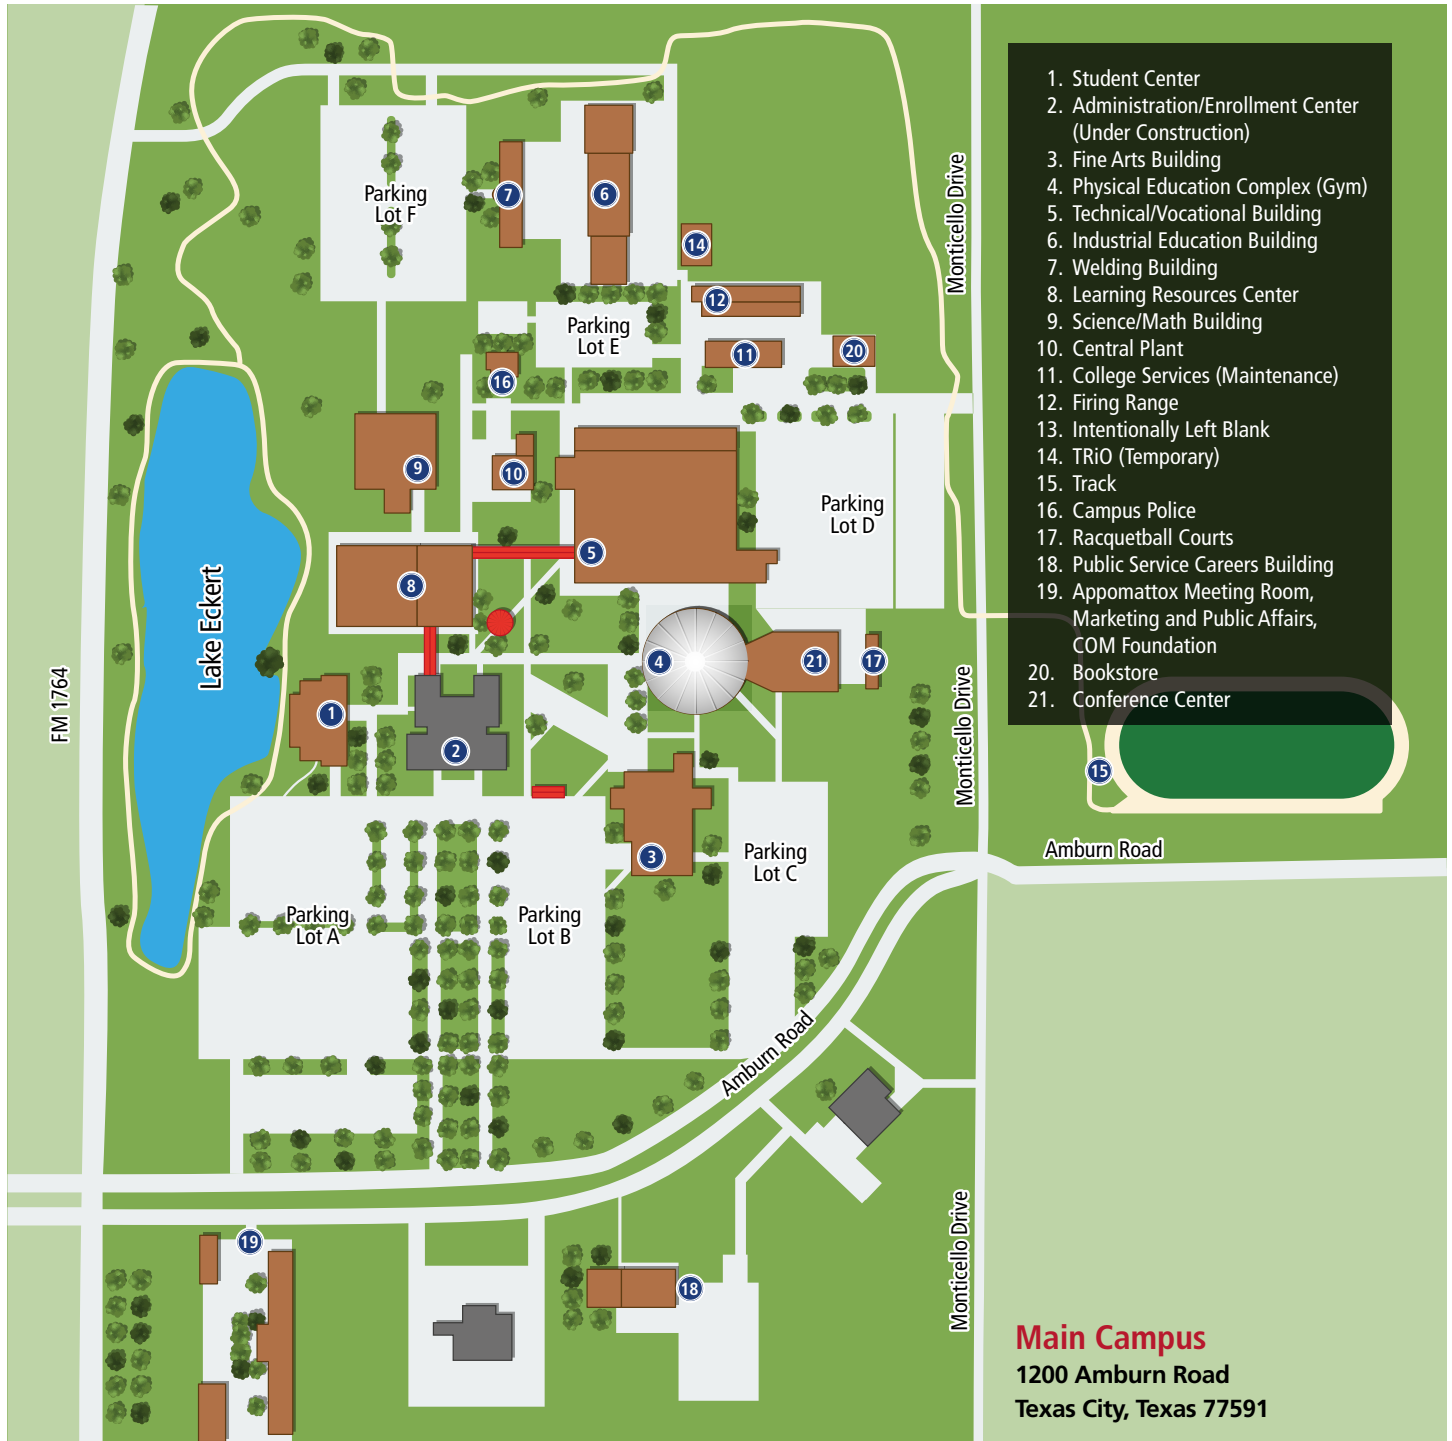 Monticello Drive
1. Student Center
2. Administration/Enrollment Center
(Under Construction)
3. Fine Arts Building
4. Physical Education Complex (Gym)
5. Technical/Vocational Building
6. Industrial Education Building
7. Welding Building
8. Learning Resources Center
9. Science/Math Building
10. Central Plant
11. College Services (Maintenance)
12. Firing Range
13. Intentionally Left Blank
14. TRiO (Temporary)
15. Track
16. Campus Police
17. Racquetball Courts
18. Public Service Careers Building
19. Appomattox Meeting Room,
Marketing and Public Affairs,
COM Foundation
20. Bookstore
21. Conference Center
Parking
Lot F
7
6
14
12
Parking
Lot E
11
20
16
9
10
Parking
Lot D
5
8
Lake Eckert
4
21
17
FM 1764
1
2
Monticello Drive
15
3
Parking
Lot C
Amburn Road
Parking
Lot A
Parking
Lot B
Amburn Road
19
18
Monticello Drive
Main Campus
1200 Amburn Road
Texas City, Texas 77591